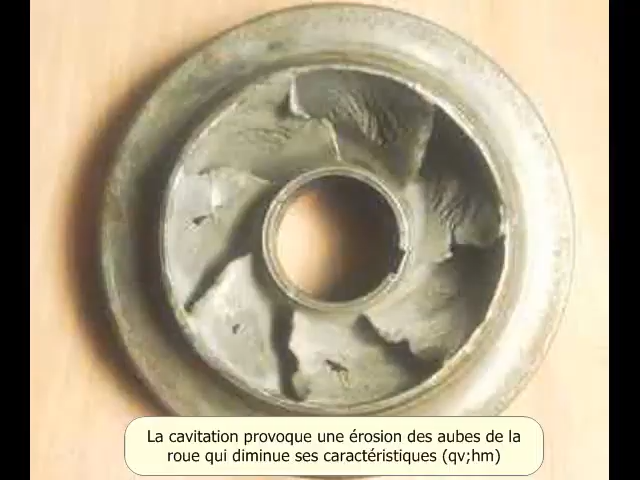 La cavitation provoque une érosion des aubes de la
roue qui diminue ses caractéristiques (qv;hm)